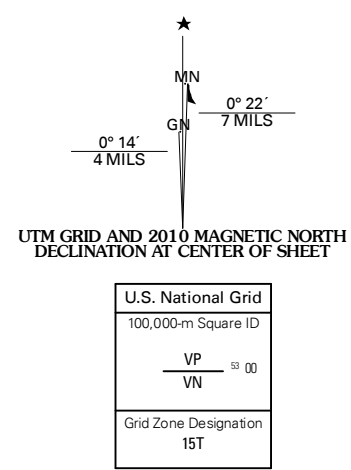 ★
MN
0° 22´
7 MILS
GN
0° 14´
4 MILS
UTM GRID AND 2010 MAGNETIC NORTH
DECLINATION AT CENTER OF SHEET
U.S. National Grid
100,000-m Square ID
VP
53 00
VN
Grid Zone Designation
15T